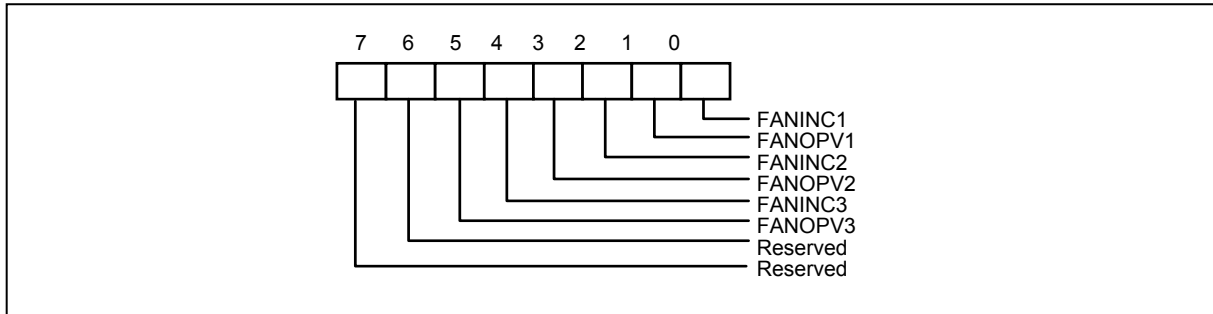 7 6 5 4 3 2 1 0
FANINC1
FANOPV1
FANINC2
FANOPV2
FANINC3
FANOPV3
Reserved
Reserved